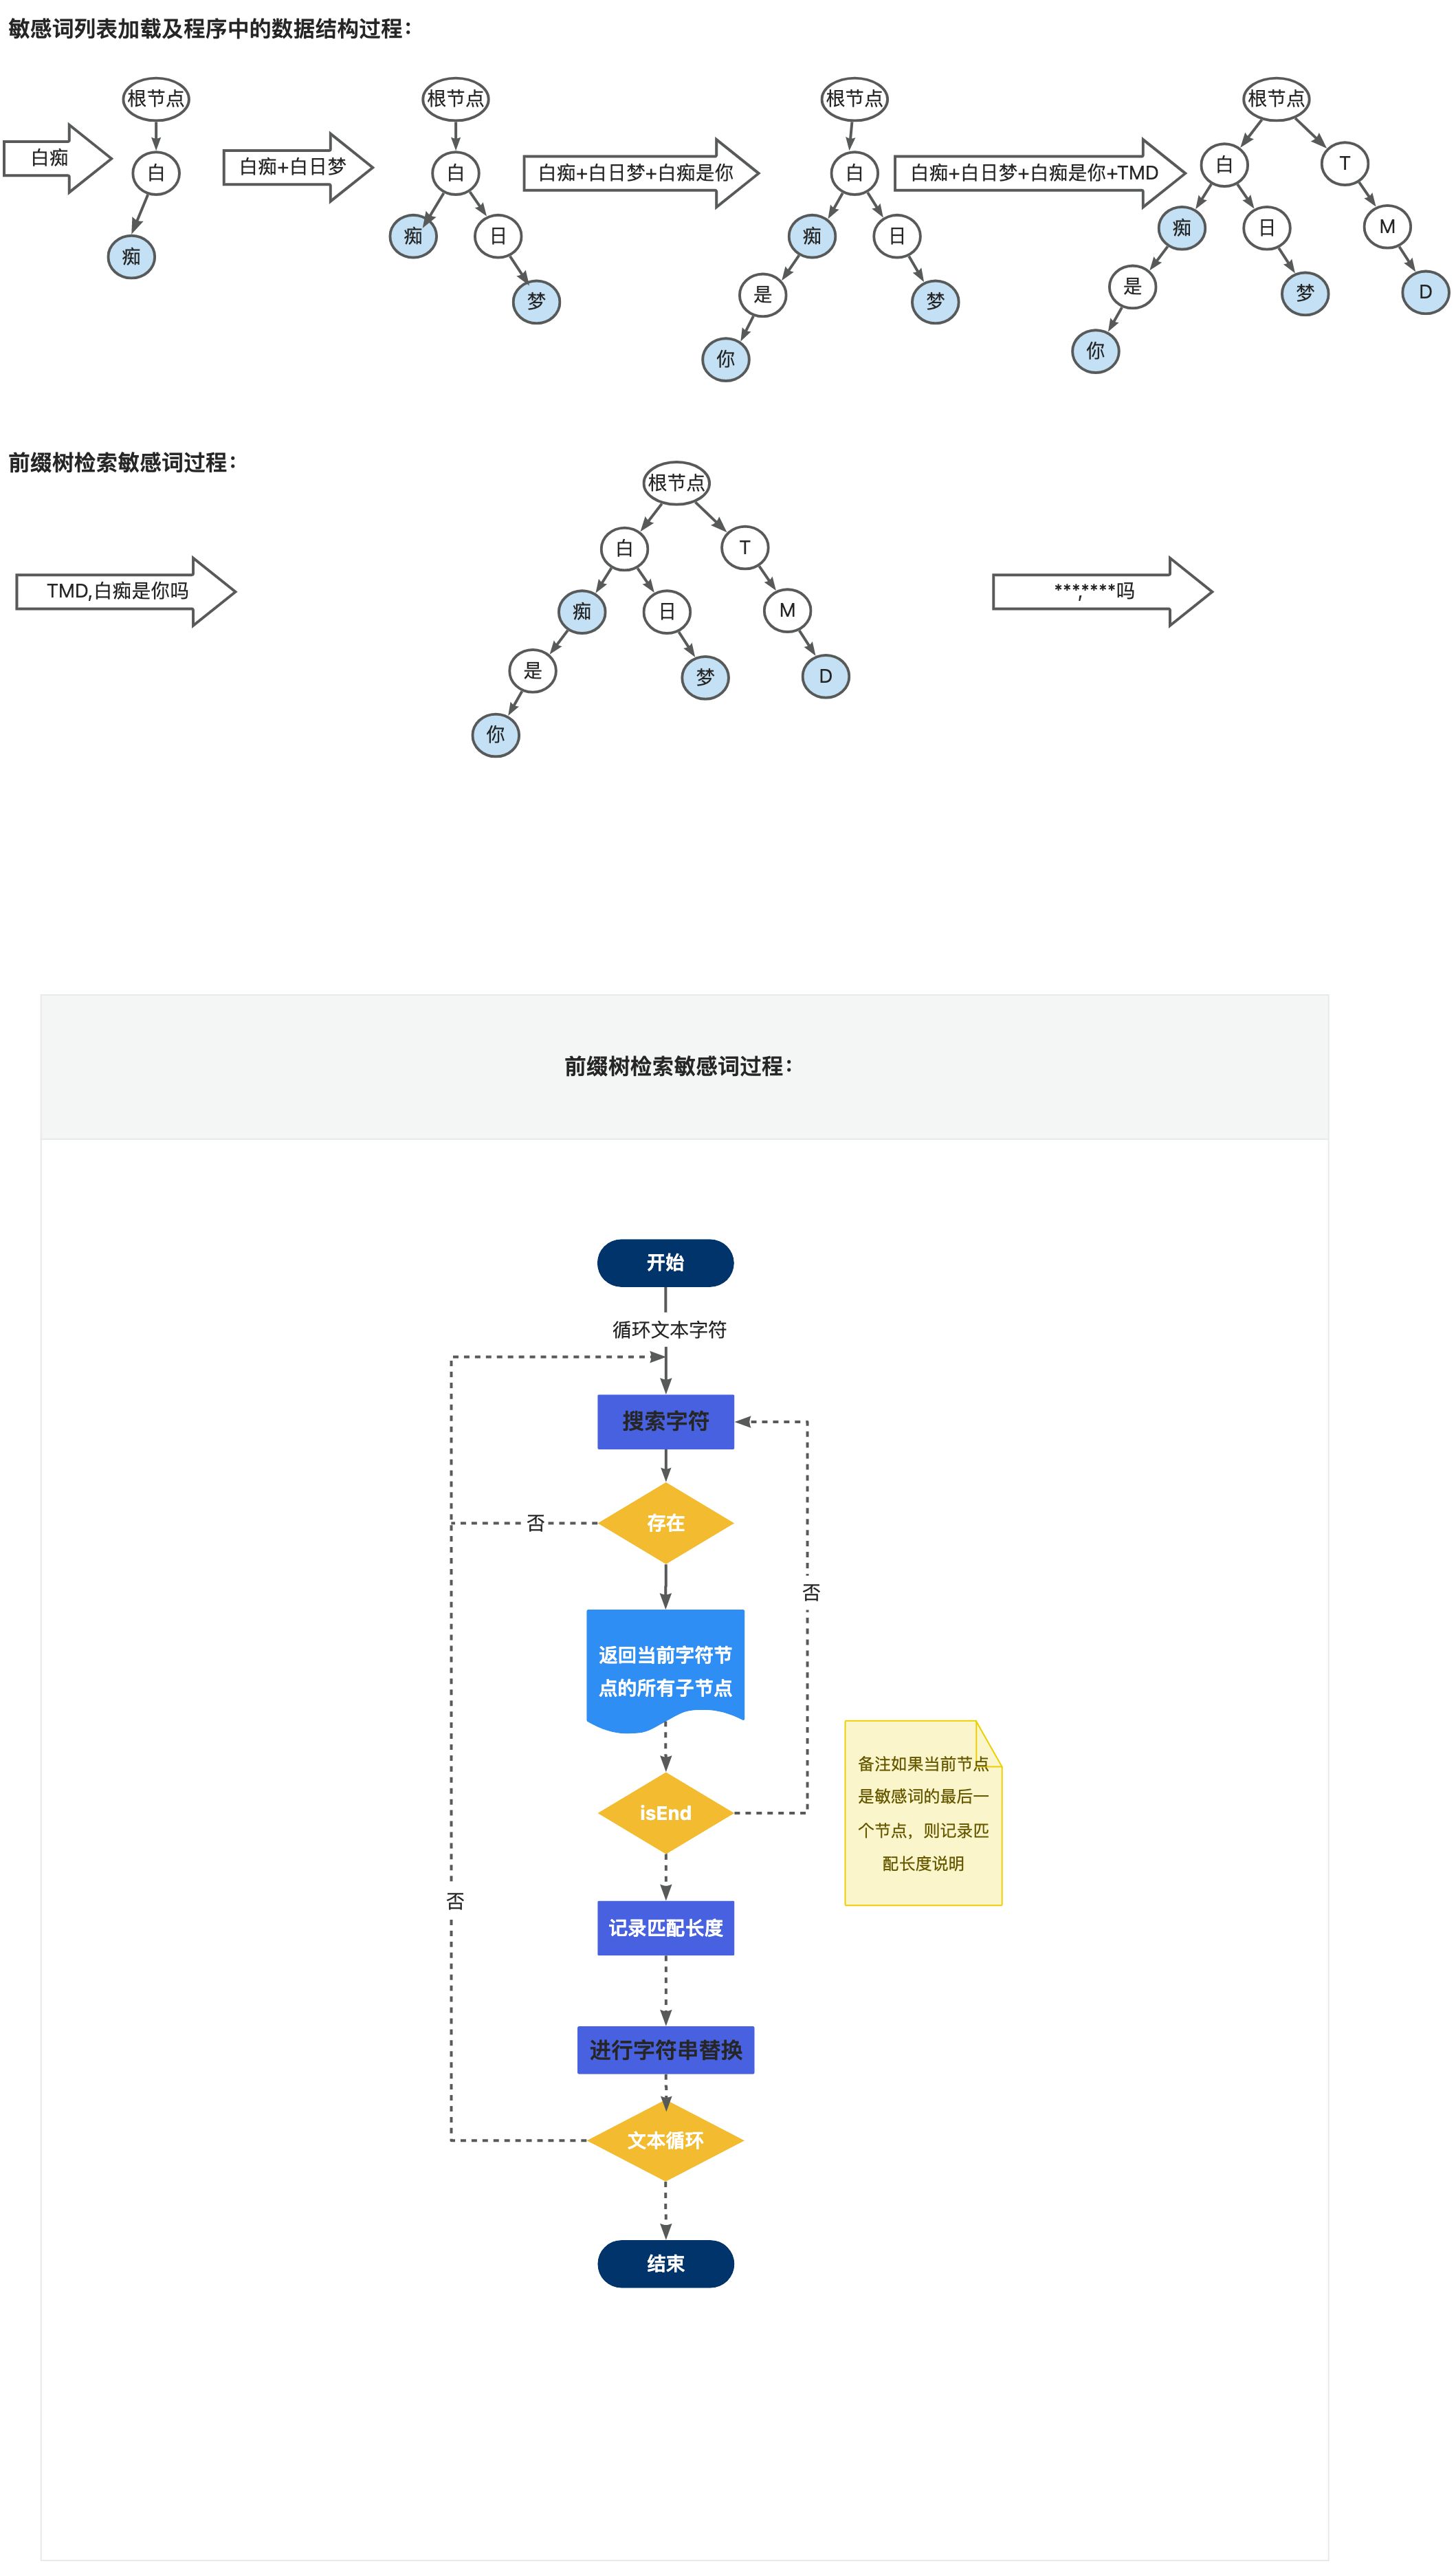 敏感词列表加载及程序中的数据结构过程：
根节点
根节点
根节点
根节点
白痴
白
白痴+白日梦
白
白痴+白日梦+白痴是你
白
白痴+白日梦+白痴是你+TMD
白
T
痴
痴
日
梦
痴
日
是
梦
你
痴
日
M
是
梦
D
你
前缀树检索敏感词过程：
根节点
白
T
TMD,白痴是你吗
痴
日
M
***,****吗
是
梦
D
你
前缀树检索敏感词过程：
开始
循环文本字符
搜索字符
否
存在
否
返回当前字符节
点的所有子节点
备注如果当前节点
是敏感词的最后一
个节点，则记录匹
配长度说明
isEnd
否
记录匹配长度
进行字符串替换
文本循环
结束